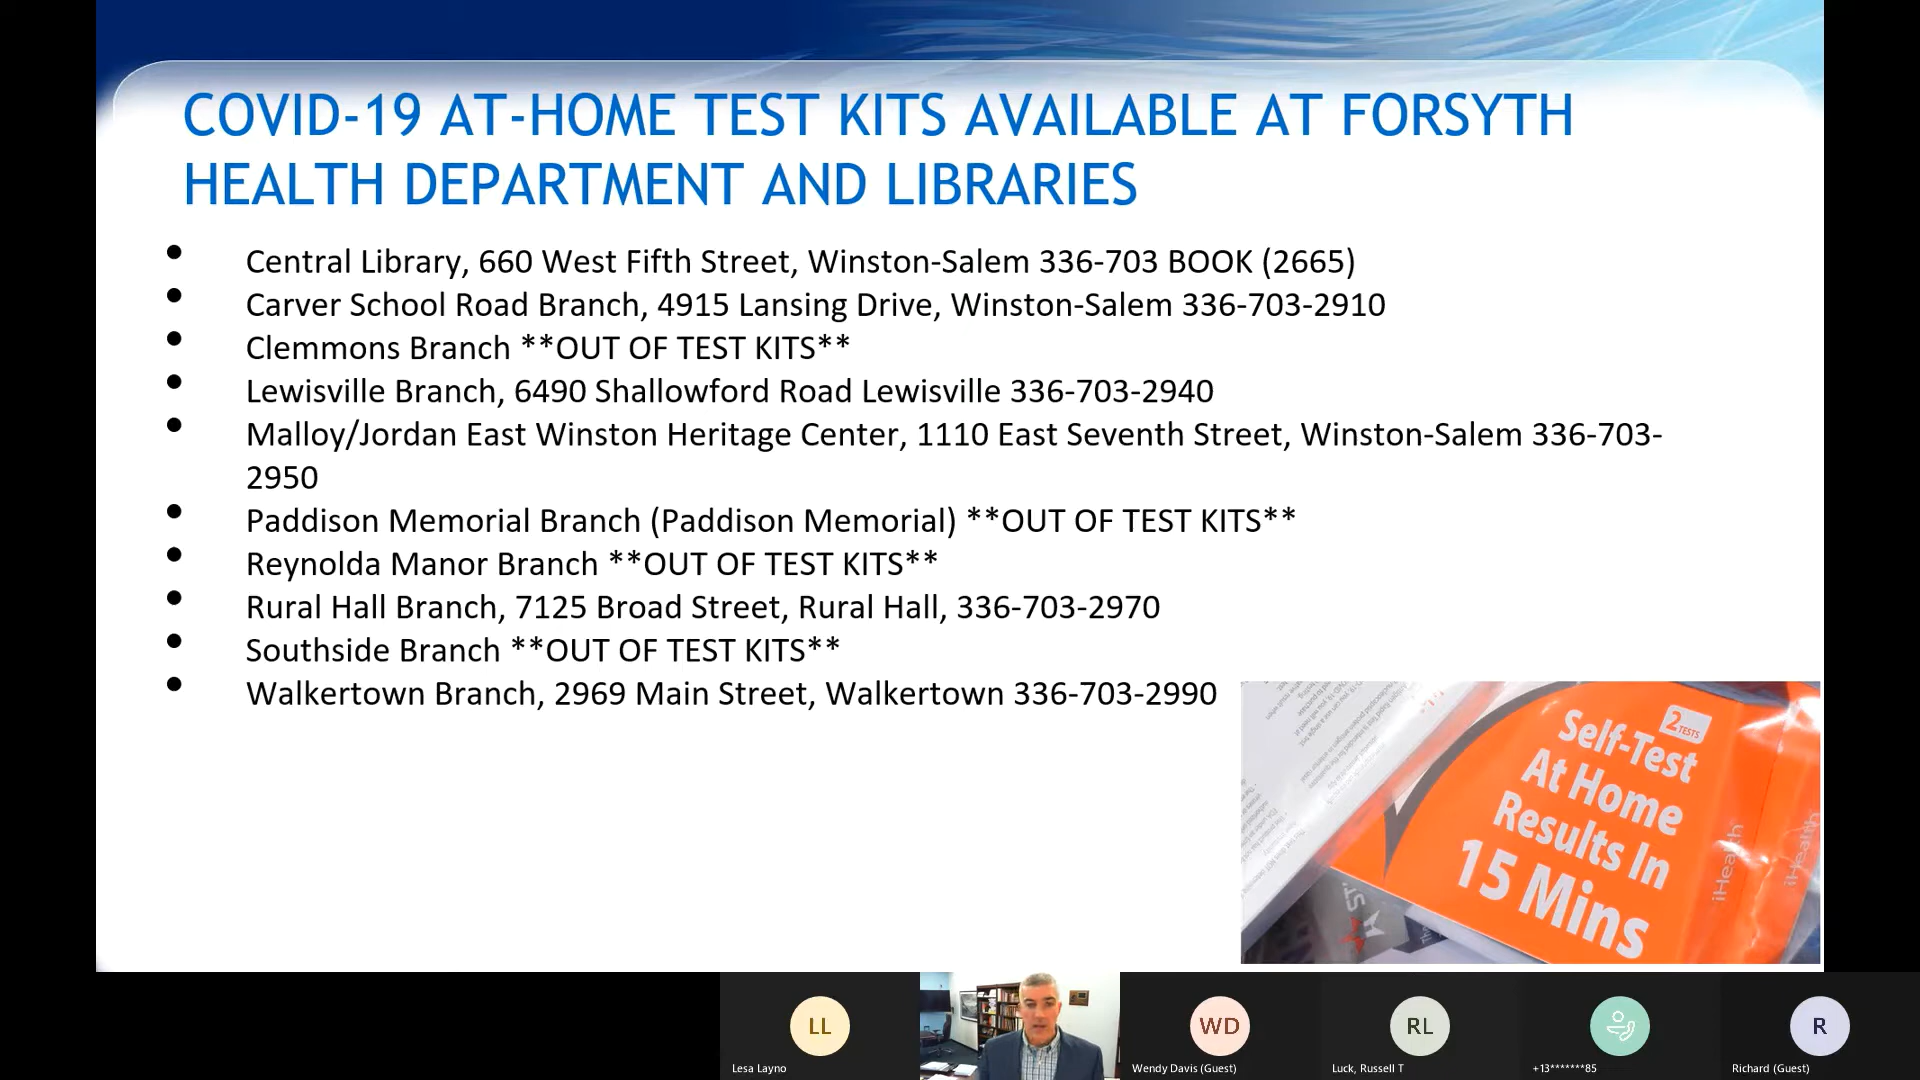 COVID-19 AT-HOME TEST KITS AVAILABLE AT FORSYTH
HEALTH DEPARTMENT AND LIBRARIES
• Central Library, 660 West Fifth Street, Winston-Salem 336-703 BOOK (2665)
• Carver School Road Branch, 4915 Lansing Drive, Winston-Salem 336-703-2910
• Clemmons Branch **OUT OF TEST KITS**
• Lewisville Branch, 6490 Shallowford Road Lewisville 336-703-2940
• Malloy/Jordan East Winston Heritage Center, 1110 East Seventh Street, Winston-Salem 336-703-
2950
• Paddison Memorial Branch (Paddison Memorial) **OUT OF TEST KITS**
• Reynolda Manor Branch **OUT OF TEST KITS**
• Rural Hall Branch, 7125 Broad Street, Rural Hall, 336-703-2970
• Southside Branch **OUT OF TEST KITS**
• Walkertown Branch, 2969 Main Street, Walkertown 336-703-2990
2 TESTS
Self-Test
At Home
Results In
15 Mins
iHealth
iHealth
LL
WD
RL
R
Lesa Layno
Wendy Davis (Guest)
Luck, Russell T
+13*******85
Richard (Guest)